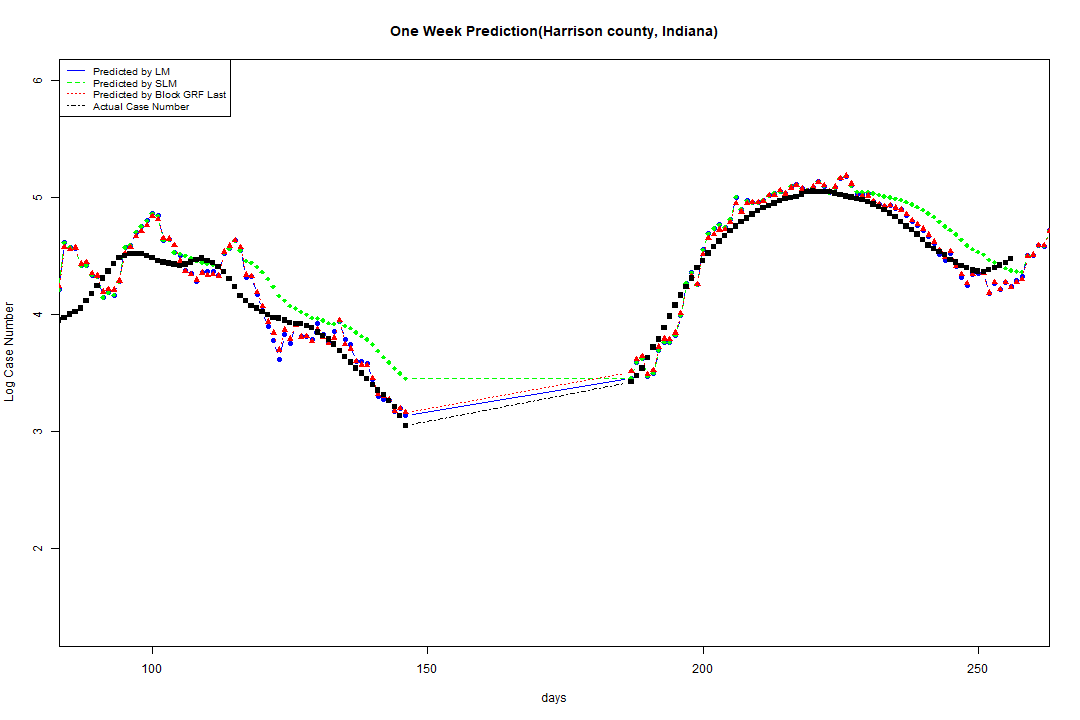 One Week Prediction(Harrison county, Indiana)
Predicted by LM
Predicted by SLM
Predicted by Block GRF Last
Actual Case Number
6
5
4
3
2
Log Case Number
100
150
200
250
days